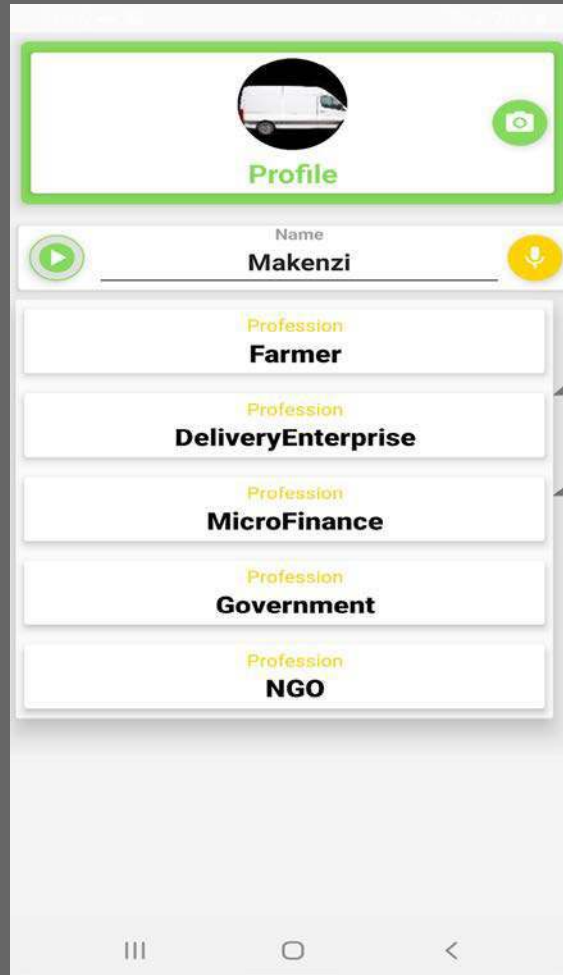 Profile
Name
Makenzi
Profession
Farmer
Profession
DeliveryEnterprise
Profession
MicroFinance
Profession
Government
Profession
NGO